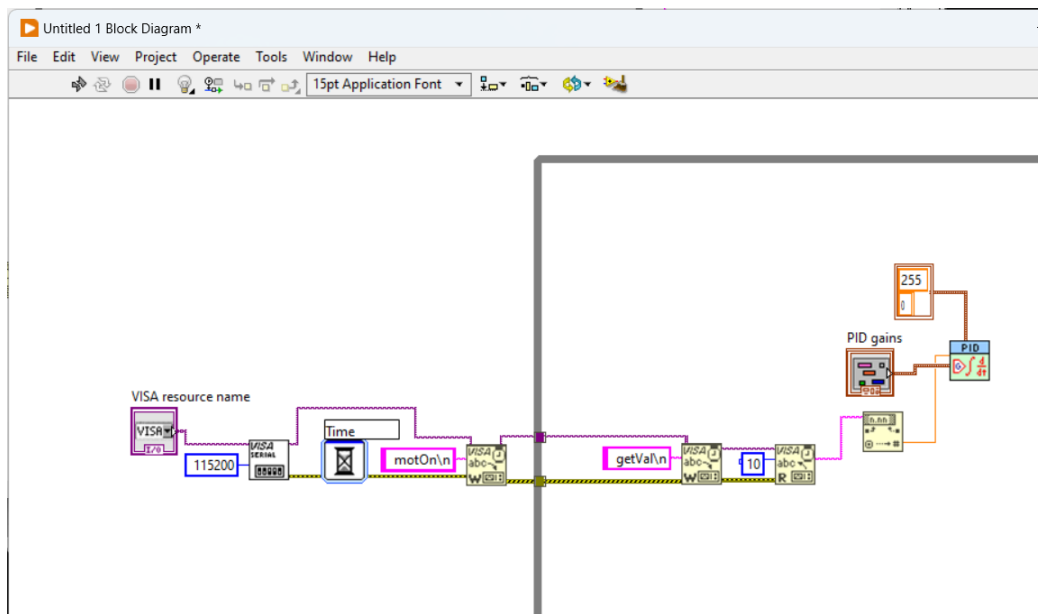 Untitled 1 Block Diagram *
File Edit View Project Operate Tools Window Help
15pt Application Font
255
0
PID gains
PID
VISA resource name
VISA
I/O
115200
VISA
SERIAL
Time
motOn\n
VISA
abc
W
getVal\n
VISA
abc
W
10
VISA
abc
R
n.nn
#